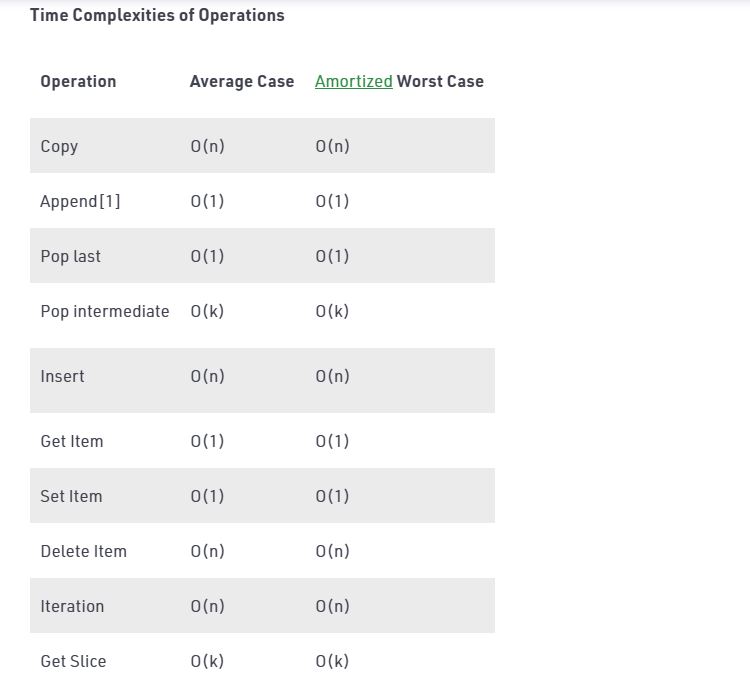 Time Complexities of Operations
Operation Average Case Amortized Worst Case
Copy O(n) O(n)
Append[1] O(1) O(1)
Pop last O(1) O(1)
Pop intermediate O(k) O(k)
Insert O(n) O(n)
Get Item O(1) O(1)
Set Item O(1) O(1)
Delete Item O(n) O(n)
Iteration O(n) O(n)
Get Slice O(k) O(k)